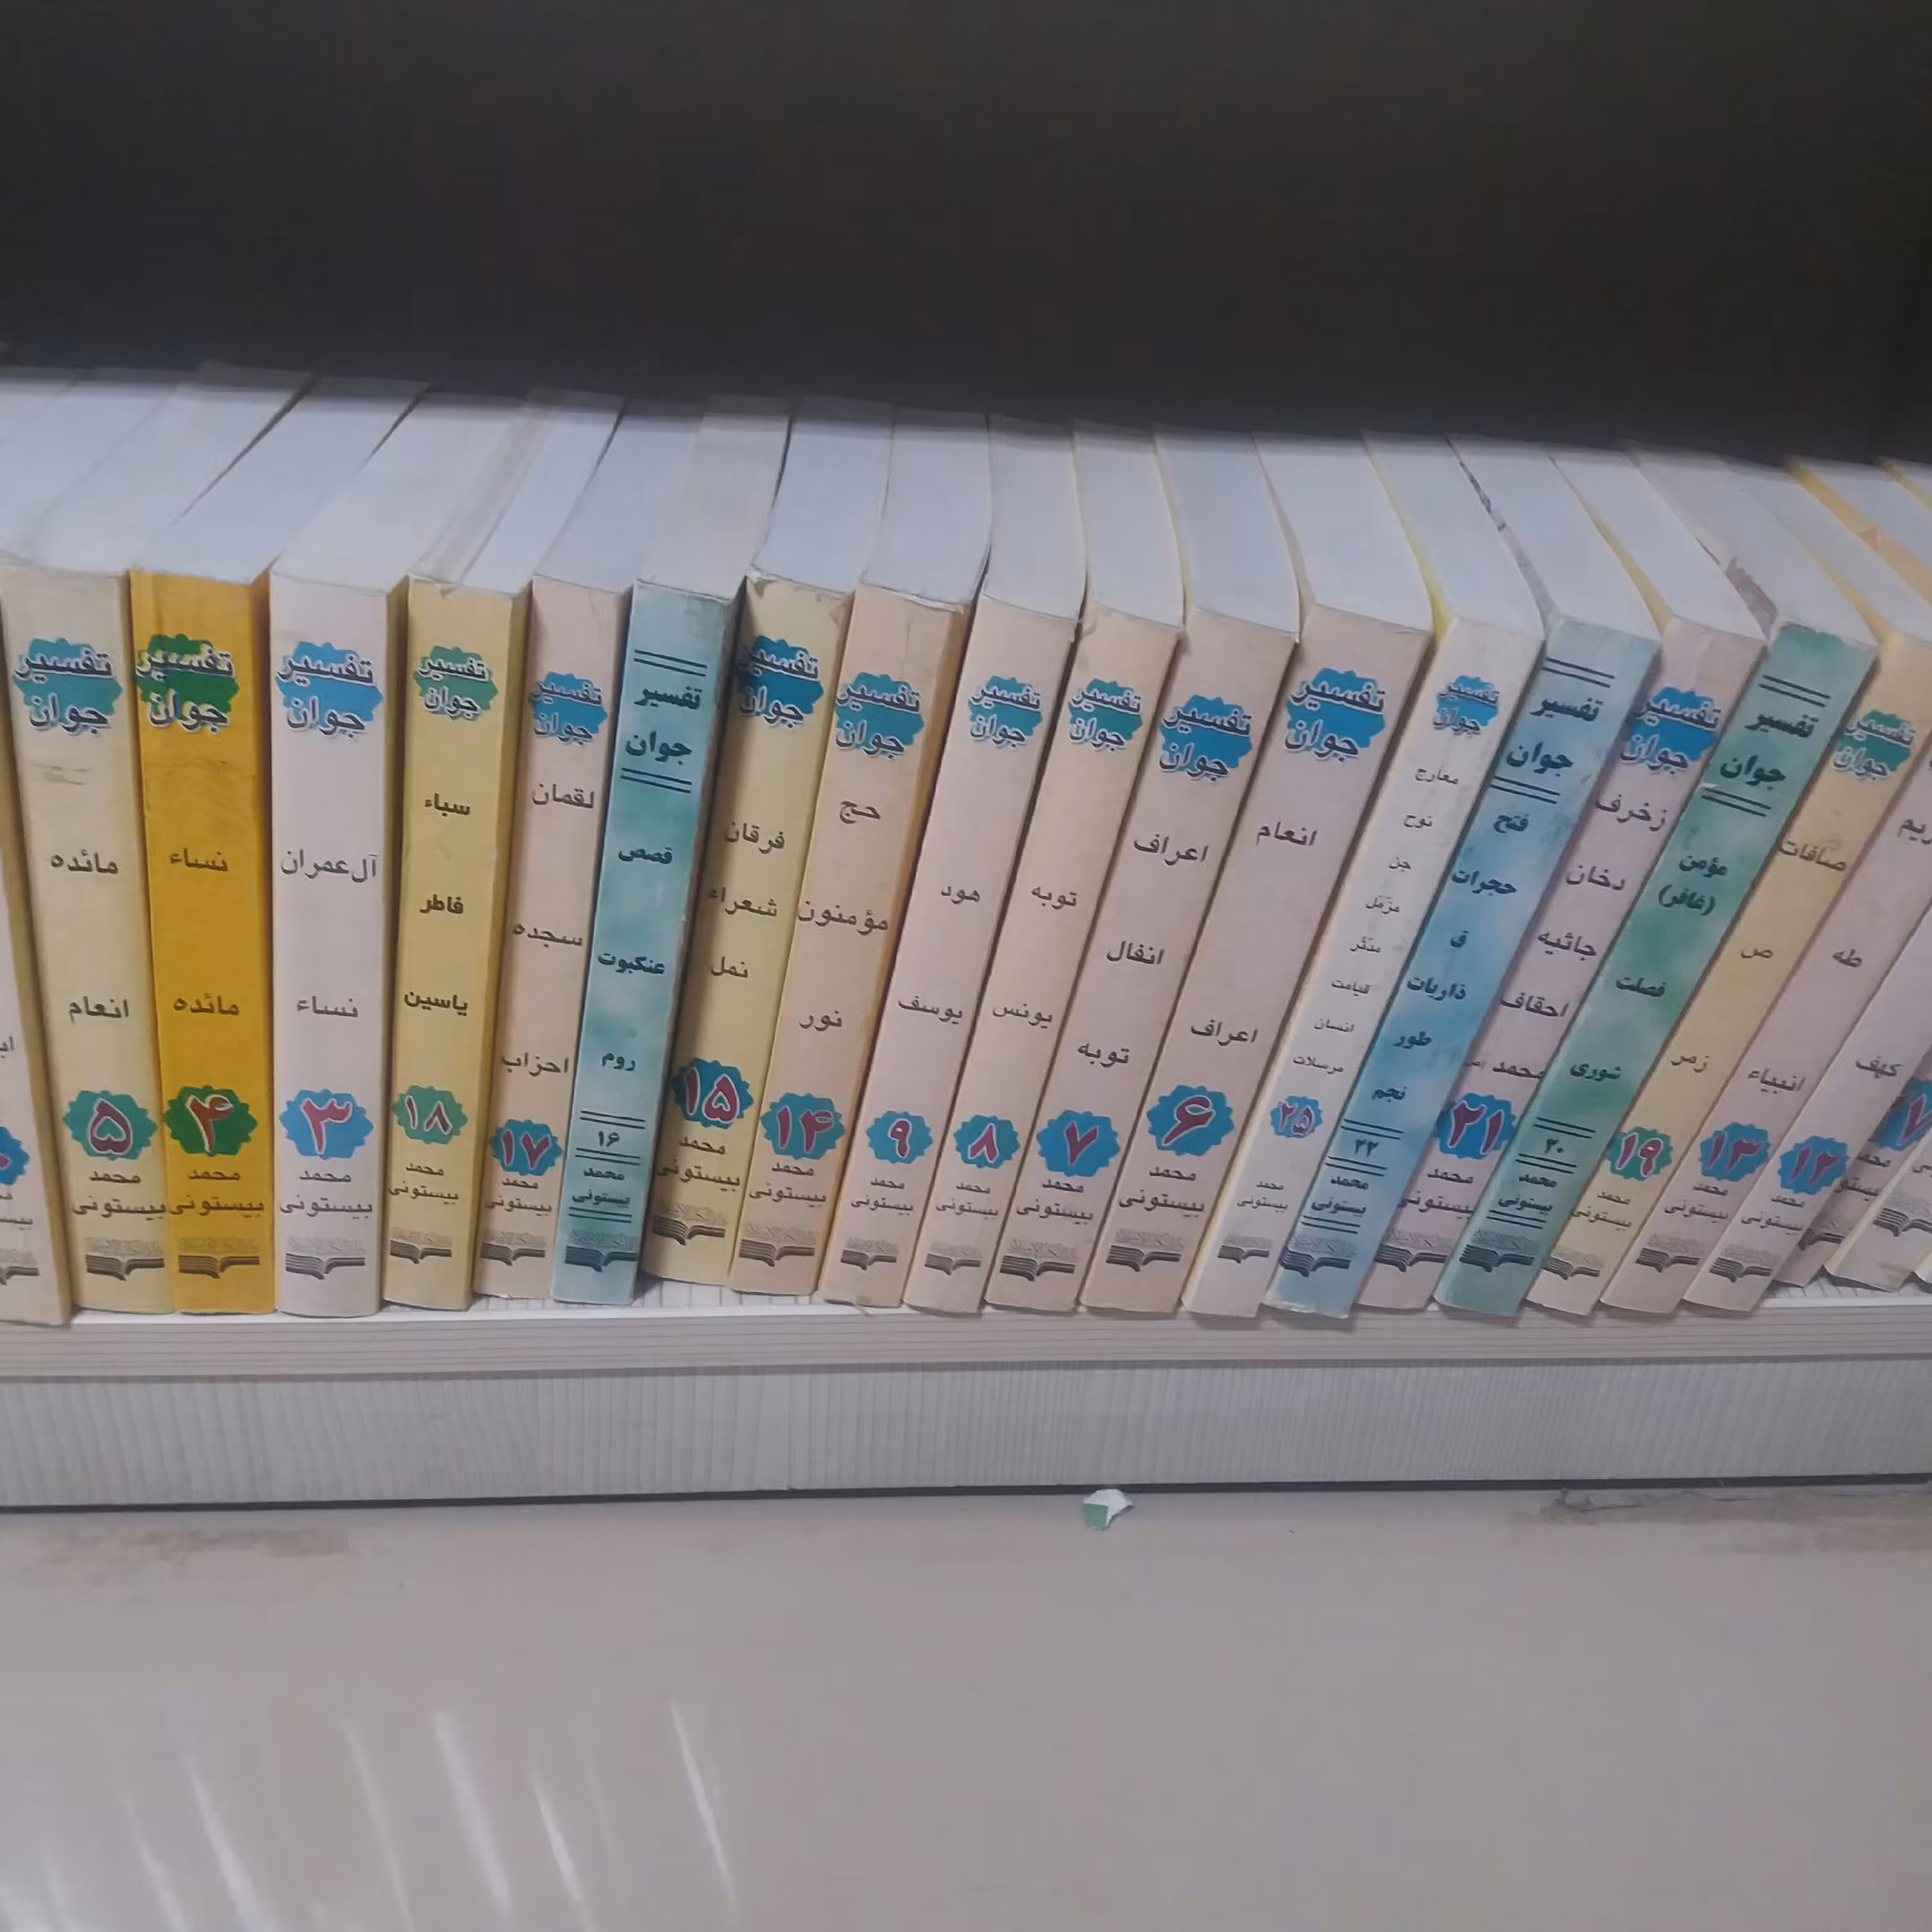 طه
انبیاء
۱۳
محمد
بیستونی
کهف
۱۲
محمد
بیستونی
تفسیر
جوان
صافات
ص
زمر
۱۹
محمد
بیستونی
تفسیر
جوان
مؤمن
(غافر)
فصلت
شوری
۲۰
محمد
بیستونی
تفسیر
جوان
زخرف
دخان
جاثیه
احقاف
محمد (ص)
۲۱
محمد
بیستونی
تفسیر
جوان
فتح
حجرات
ق
ذاریات
طور
نجم
۲۲
محمد
بیستونی
تفسیر
جوان
معارج
نوح
جن
مزّمّل
مدّثّر
قیامت
انسان
مرسلات
۲۵
محمد
بیستونی
تفسیر
جوان
انعام
اعراف
۶
محمد
بیستونی
تفسیر
جوان
اعراف
انفال
توبه
۷
محمد
بیستونی
تفسیر
جوان
توبه
یونس
۸
محمد
بیستونی
تفسیر
جوان
هود
یوسف
۹
محمد
بیستونی
تفسیر
جوان
حج
مؤمنون
نور
۱۴
محمد
بیستونی
تفسیر
جوان
فرقان
شعراء
نمل
۱۵
محمد
بیستونی
تفسیر
جوان
قصص
عنکبوت
روم
۱۶
محمد
بیستونی
تفسیر
جوان
لقمان
سجده
احزاب
۱۷
محمد
بیستونی
تفسیر
جوان
سباء
فاطر
یاسین
۱۸
محمد
بیستونی
تفسیر
جوان
آل‌عمران
نساء
۳
محمد
بیستونی
تفسیر
جوان
نساء
مائده
۴
محمد
بیستونی
تفسیر
جوان
مائده
انعام
۵
محمد
بیستونی